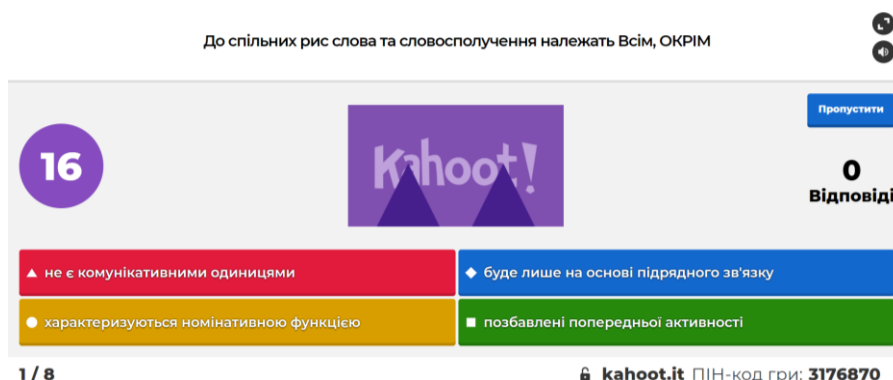 До спільних рис слова та словосполучення належать Всім, ОКРІМ
Пропустити
16
Kahoot!
0
Відповіді
не є комунікативними одиницями
буде лише на основі підрядного зв'язку
характеризуються номінативною функцією
позбавлені попередньої активності
1 / 8
kahoot.it ПІН-код гри: 3176870